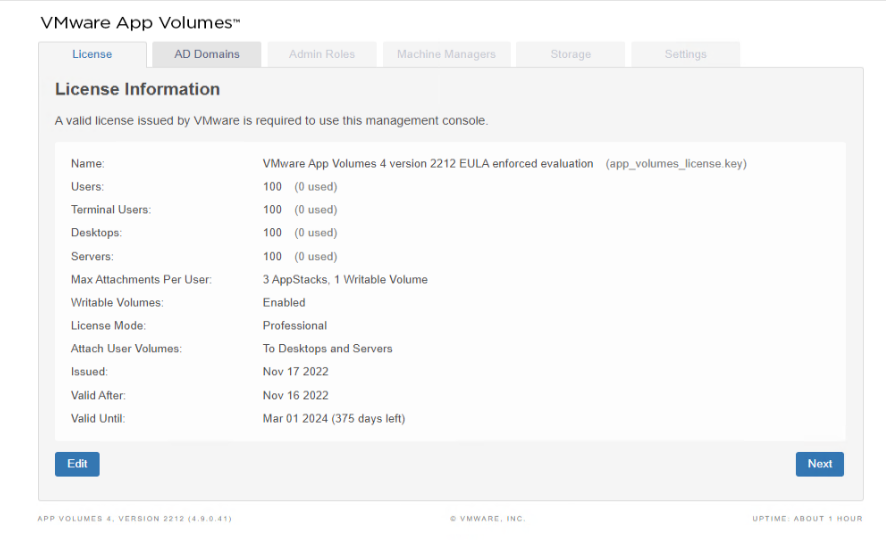 VMware App Volumes™
License AD Domains Admin Roles Machine Managers Storage Settings
License Information
A valid license issued by VMware is required to use this management console.
Name: VMware App Volumes 4 version 2212 EULA enforced evaluation (app_volumes_license.key)
Users: 100 (0 used)
Terminal Users: 100 (0 used)
Desktops: 100 (0 used)
Servers: 100 (0 used)
Max Attachments Per User: 3 AppStacks, 1 Writable Volume
Writable Volumes: Enabled
License Mode: Professional
Attach User Volumes: To Desktops and Servers
Issued: Nov 17 2022
Valid After: Nov 16 2022
Valid Until: Mar 01 2024 (375 days left)
Edit Next
APP VOLUMES 4, VERSION 2212 (4.9.0.41) © VMWARE, INC. UPTIME: ABOUT 1 HOUR